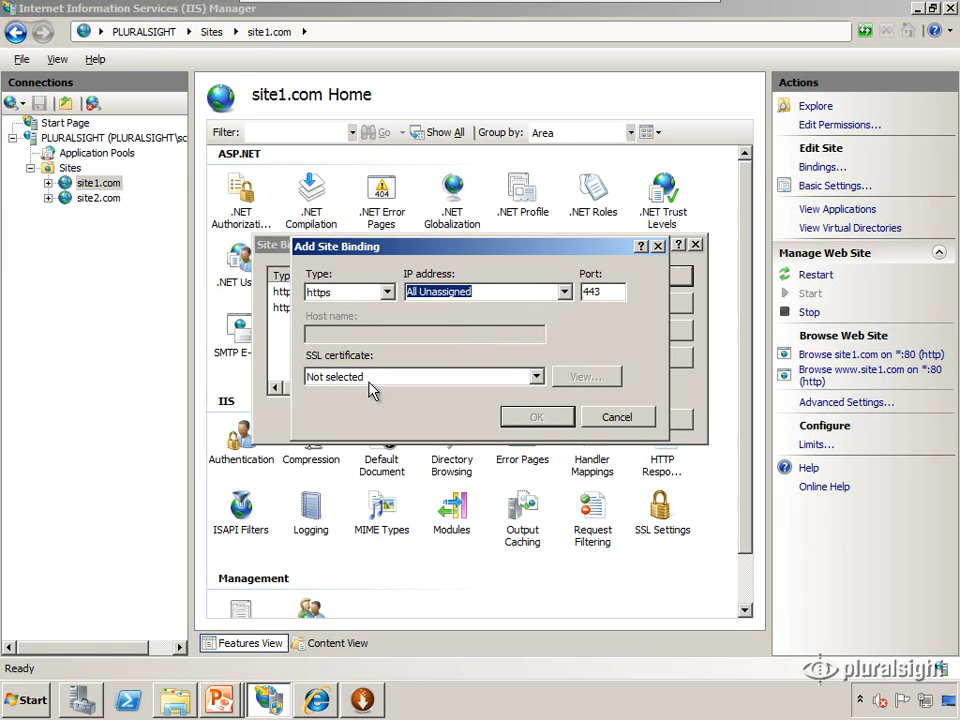 Internet Information Services (IIS) Manager
PLURALSIGHT
Sites
site1.com
File
View
Help
Connections
Start Page
PLURALSIGHT (PLURALSIGHT\sc
Application Pools
Sites
site1.com
site2.com
site1.com Home
Filter:
Go
Show All
Group by:
Area
ASP.NET
.NET
Authorizati...
.NET
Compilation
.NET Error
Pages
.NET
Globalization
.NET Profile
.NET Roles
.NET Trust
Levels
404
.NET Us
SMTP E-
Site Bi
Typ
http
http
Add Site Binding
Type:
IP address:
Port:
https
All Unassigned
443
Host name:
SSL certificate:
Not selected
View...
OK
Cancel
IIS
Authentication
Compression
Default
Document
Directory
Browsing
Error Pages
Handler
Mappings
HTTP
Respo...
ISAPI Filters
Logging
MIME Types
Modules
Output
Caching
Request
Filtering
SSL Settings
Management
Features View
Content View
Actions
Explore
Edit Permissions...
Edit Site
Bindings...
Basic Settings...
View Applications
View Virtual Directories
Manage Web Site
Restart
Start
Stop
Browse Web Site
Browse site1.com on *:80 (http)
Browse www.site1.com on *:80
(http)
Advanced Settings...
Configure
Limits...
Help
Online Help
Ready
pluralsight
Start